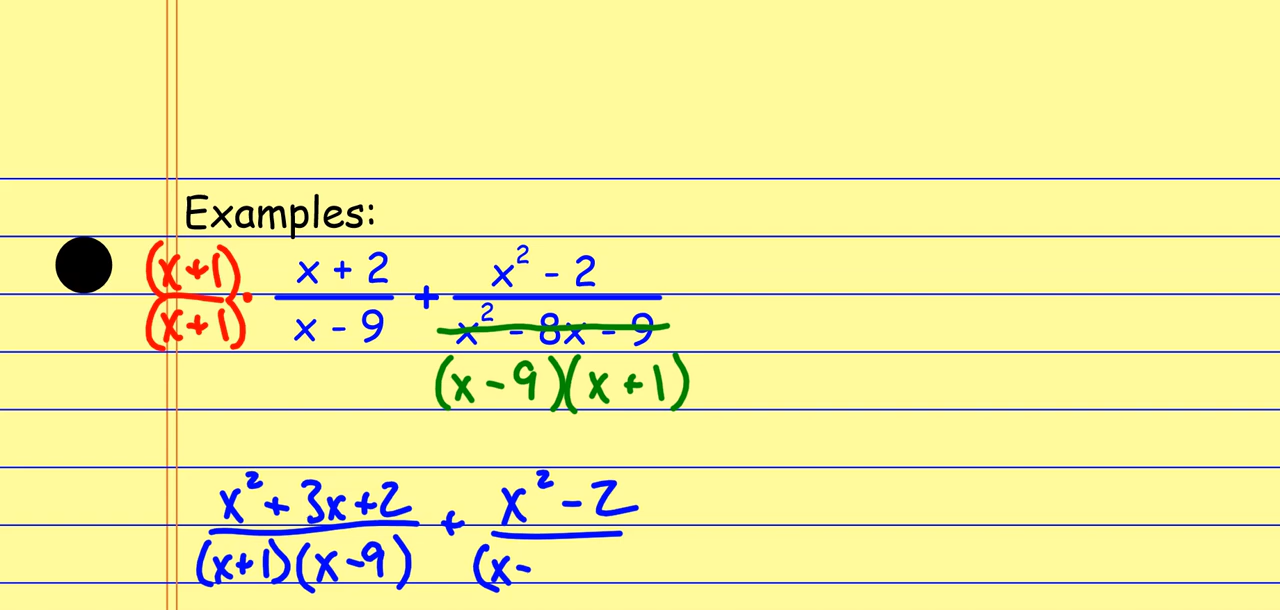 Examples:
(x+1) x + 2 x² - 2
· +
(x+1) x - 9 x² - 8x - 9
(x - 9)(x + 1)
x² + 3x + 2 + x² - 2
(x+1)(x-9) (x-